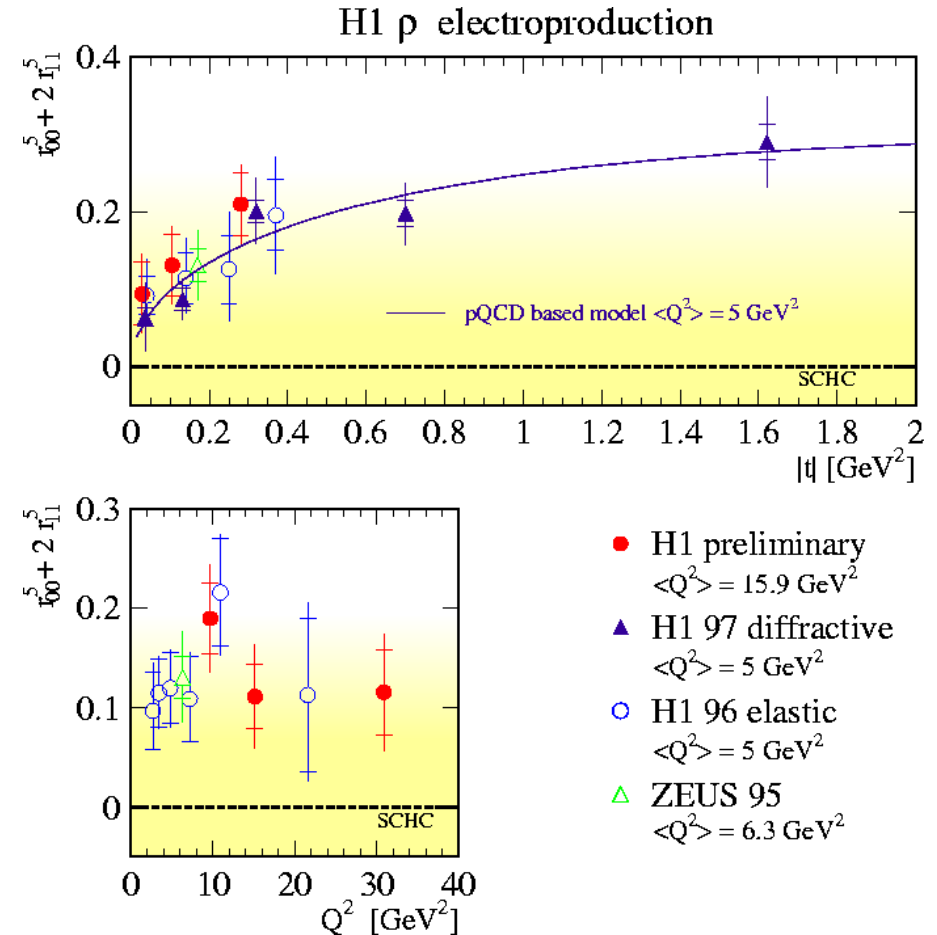 H1 ρ electroproduction
r⁵₀₀ + 2 r⁵₁₁
0.4
0.2
0
pQCD based model <Q²> = 5 GeV²
SCHC
0 0.2 0.4 0.6 0.8 1 1.2 1.4 1.6 1.8 2
|t| [GeV²]
r⁵₀₀ + 2 r⁵₁₁
0.3
0.2
0.1
0
SCHC
0 10 20 30 40
Q² [GeV²]
H1 preliminary
<Q²> = 15.9 GeV²
H1 97 diffractive
<Q²> = 5 GeV²
H1 96 elastic
<Q²> = 5 GeV²
ZEUS 95
<Q²> = 6.3 GeV²